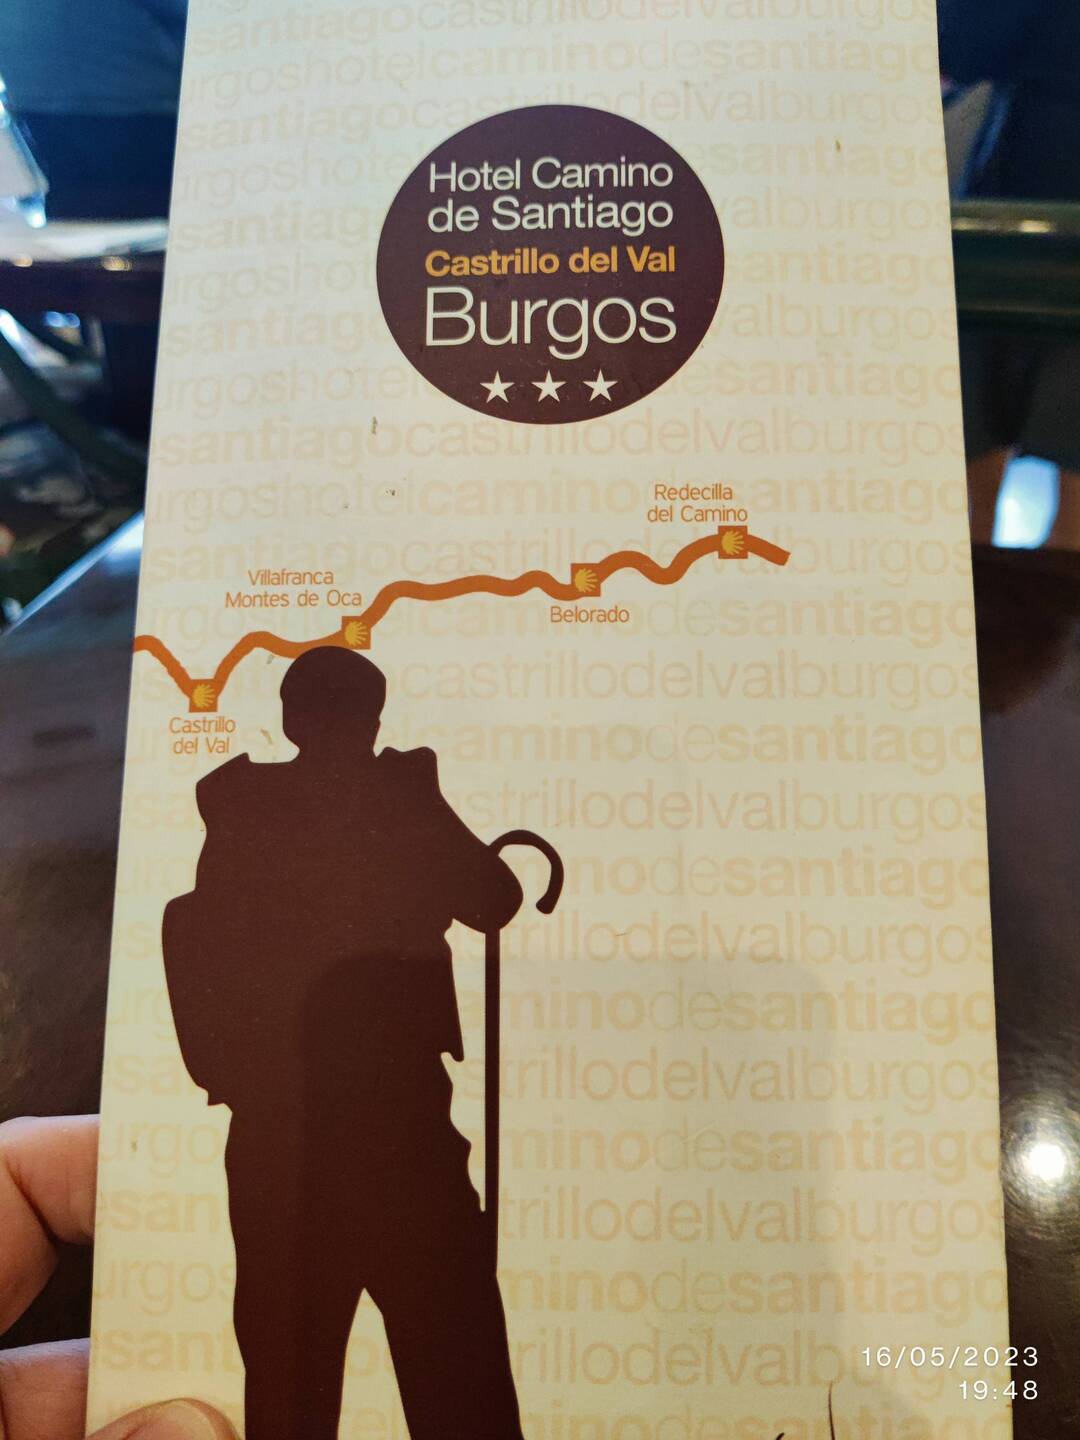 Hotel Camino
de Santiago
Castrillo del Val
Burgos
Redecilla
del Camino
Villafranca
Montes de Oca
Belorado
Castrillo
del Val
16/05/2023
19:48